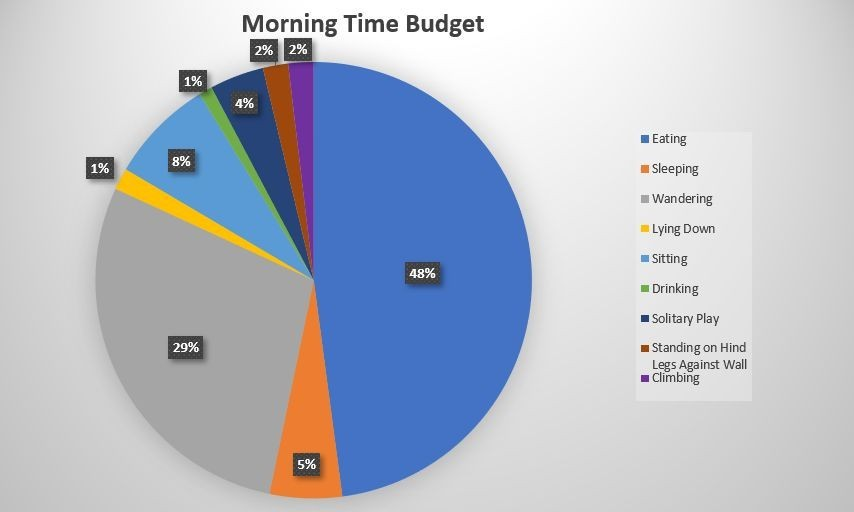 Morning Time Budget
2%
2%
1%
4%
8%
1%
48%
29%
5%
Eating
Sleeping
Wandering
Lying Down
Sitting
Drinking
Solitary Play
Standing on Hind
Legs Against Wall
Climbing